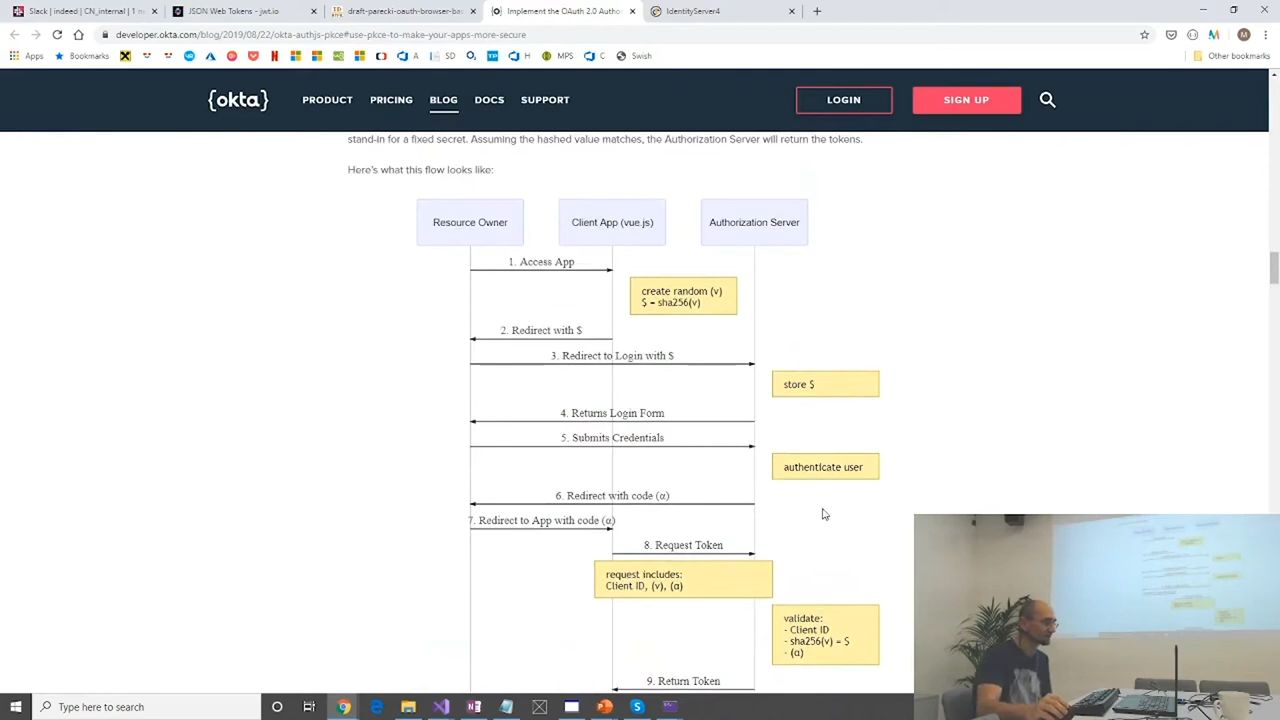 Slack | indeed | CN_internal | 1 n
JSON Web Tokens - jwt.io
draft-parecki-oauth-browser-ba
Implement the OAuth 2.0 Autho
IdentityServer4
developer.okta.com/blog/2019/08/22/okta-authjs-pkce#use-pkce-to-make-your-apps-more-secure
Apps
Bookmarks
A
SD
TP
H
MPS
C
Swish
Other bookmarks
{okta}
PRODUCT
PRICING
BLOG
DOCS
SUPPORT
LOGIN
SIGN UP
stand-in for a fixed secret. Assuming the hashed value matches, the Authorization Server will return the tokens.
Here's what this flow looks like:
Resource Owner
Client App (vue.js)
Authorization Server
1. Access App
create random (v)
$ = sha256(v)
2. Redirect with $
3. Redirect to Login with $
store $
4. Returns Login Form
5. Submits Credentials
authenticate user
6. Redirect with code (α)
7. Redirect to App with code (α)
8. Request Token
request includes:
Client ID, (v), (α)
validate:
- Client ID
- sha256(v) = $
- (α)
9. Return Token
Type here to search